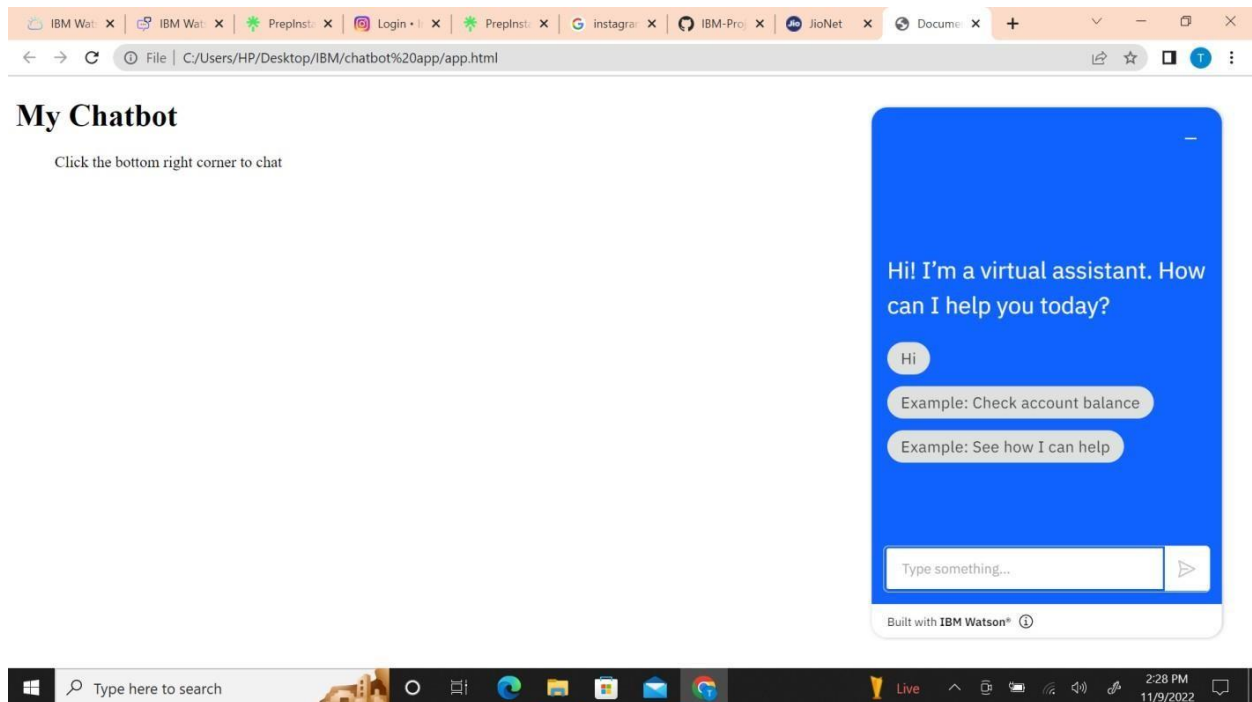 IBM Wat
IBM Wat
PrepInsta
Login • I
PrepInsta
instagrar
IBM-Proj
JioNet
Docume
File | C:/Users/HP/Desktop/IBM/chatbot%20app/app.html
T
My Chatbot
Click the bottom right corner to chat
Hi! I'm a virtual assistant. How
can I help you today?
Hi
Example: Check account balance
Example: See how I can help
Type something...
Built with IBM Watson®
Type here to search
Live
2:28 PM
11/9/2022